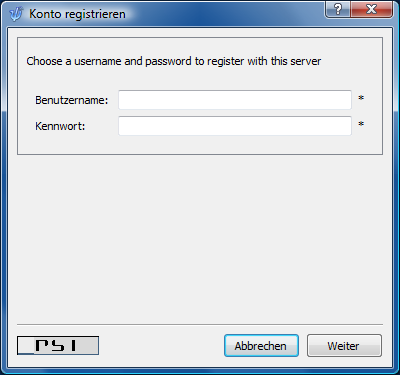 Konto registrieren
Choose a username and password to register with this server
Benutzername: *
Kennwort: *
PSI
Abbrechen Weiter